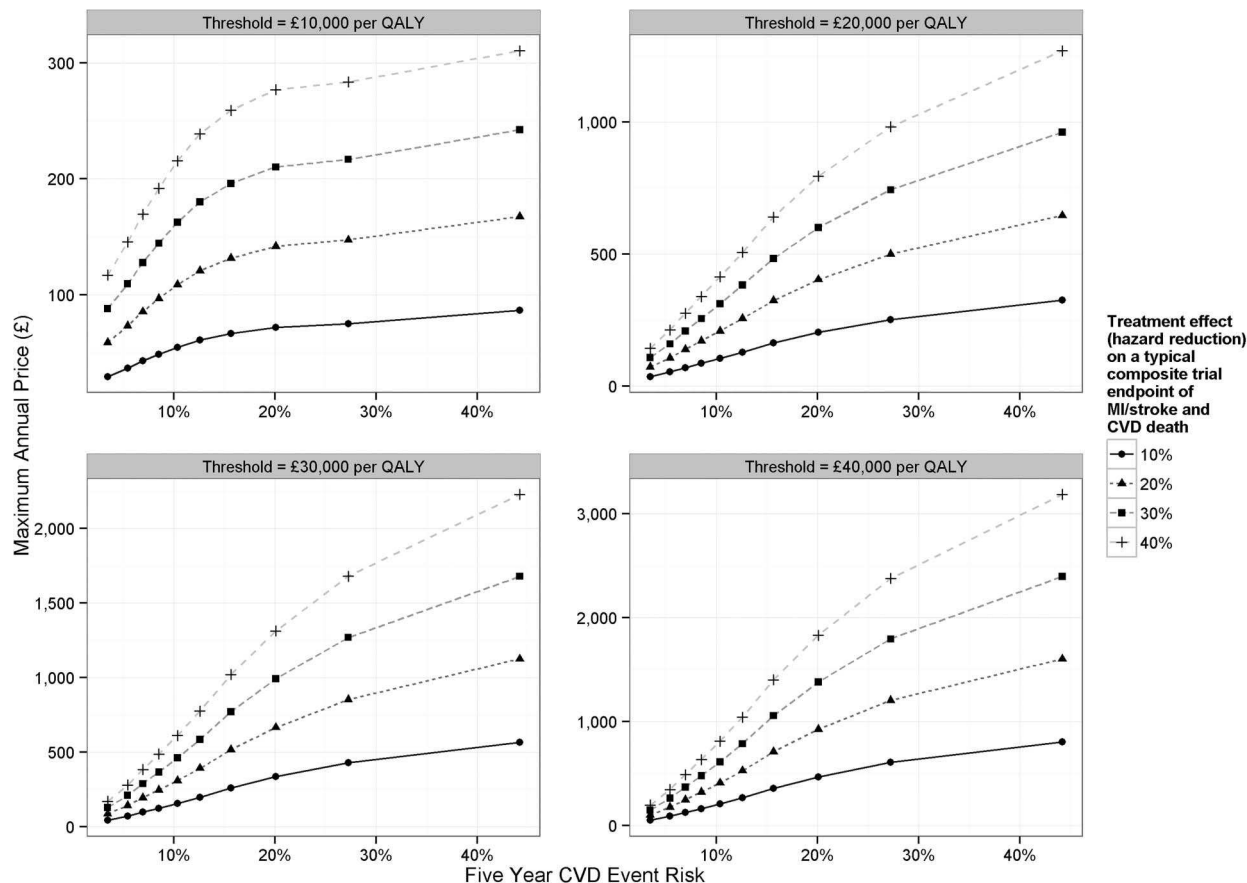 Threshold = £10,000 per QALY
Threshold = £20,000 per QALY
300
200
100
1,000
500
0
10%
20%
30%
40%
10%
20%
30%
40%
Threshold = £30,000 per QALY
Threshold = £40,000 per QALY
2,000
1,500
1,000
500
0
3,000
2,000
1,000
0
10%
20%
30%
40%
10%
20%
30%
40%
Maximum Annual Price (£)
Five Year CVD Event Risk
Treatment effect
(hazard reduction)
on a typical
composite trial
endpoint of
MI/stroke and
CVD death
10%
20%
30%
40%